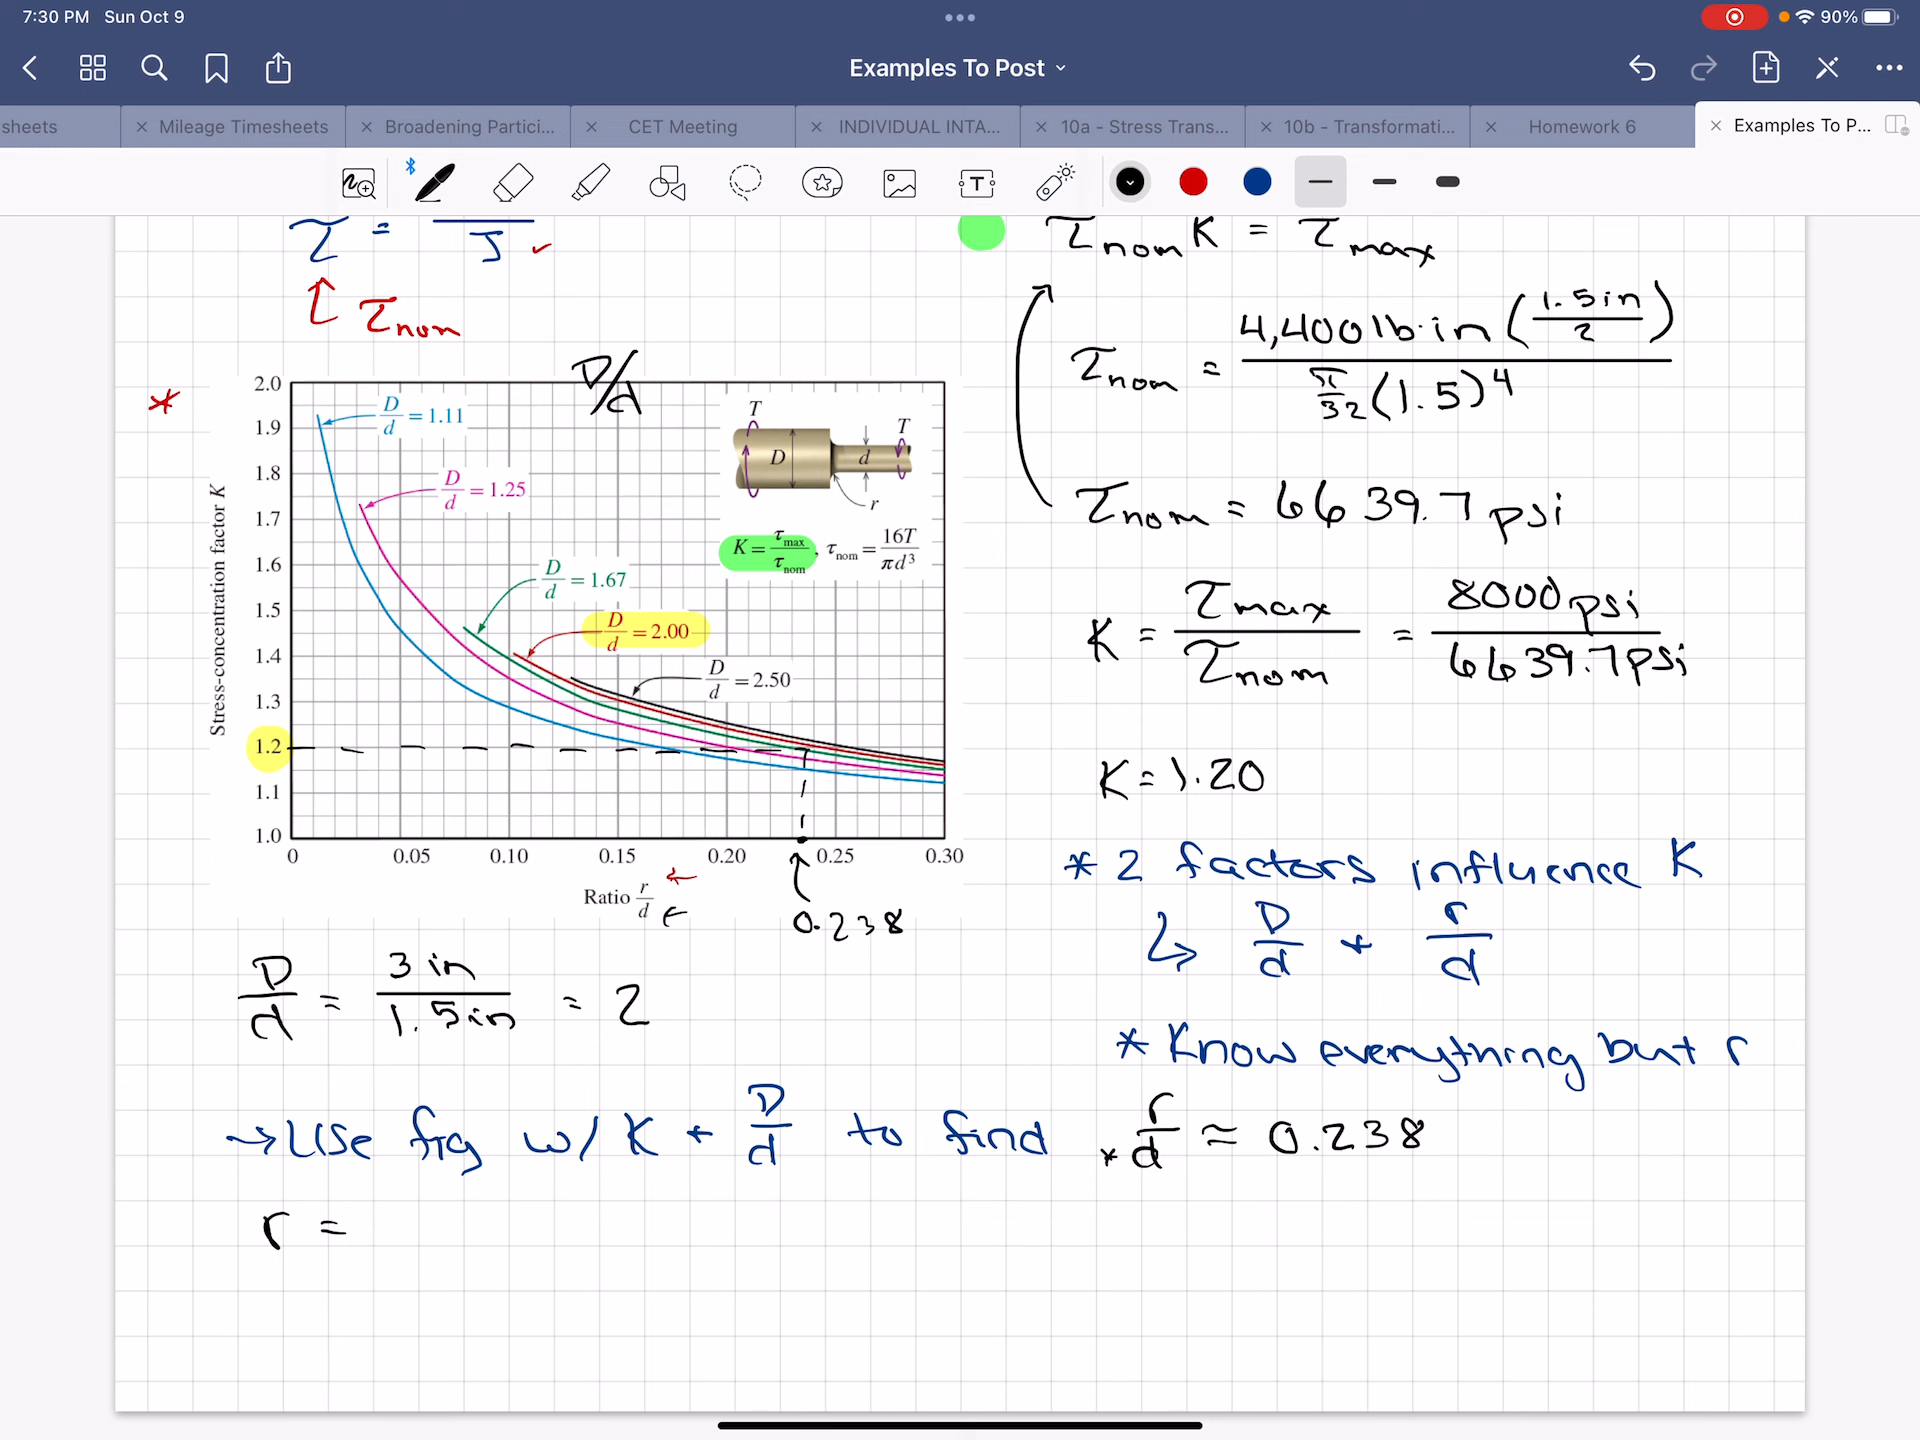 7:30 PM Sun Oct 9
90%
Examples To Post
sheets
Mileage Timesheets
Broadening Partici...
CET Meeting
INDIVIDUAL INTA...
10a - Stress Trans...
10b - Transformati...
Homework 6
Examples To P...
τ = / J
τnom
D/d
2.0
1.9
1.8
1.7
1.6
1.5
1.4
1.3
1.2
1.1
1.0
Stress-concentration factor K
D/d = 1.11
D/d = 1.25
D/d = 1.67
D/d = 2.00
D/d = 2.50
T
T
D
d
r
K = τmax/τnom, τnom = 16T/πd³
0 0.05 0.10 0.15 0.20 0.25 0.30
Ratio r/d
0.238
D/d = 3 in/1.5in = 2
→ Use fig w/ K + D/d to find
r =
τnom K = τmax
τnom = 4,400 lb·in (1.5in/2) / π/32 (1.5)⁴
τnom = 6639.7 psi
K = τmax/τnom = 8000 psi/6639.7 psi
K = 1.20
* 2 factors influence K
↳ D/d + r/d
* Know everything but r
* r/d ≈ 0.238